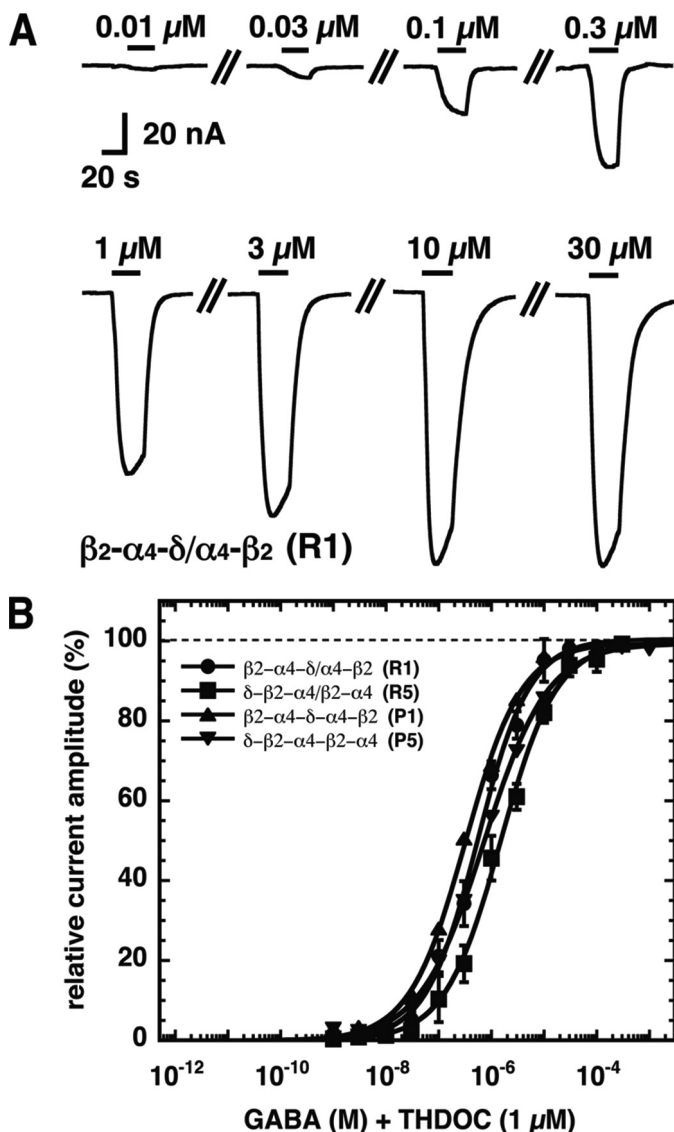 A
0.01 µM 0.03 µM 0.1 µM 0.3 µM
20 nA
20 s
1 µM 3 µM 10 µM 30 µM
β2-α4-δ/α4-β2 (R1)
B
100
80
60
40
20
0
relative current amplitude (%)
β2-α4-δ/α4-β2 (R1)
δ-β2-α4/β2-α4 (R5)
β2-α4-δ-α4-β2 (P1)
δ-β2-α4-β2-α4 (P5)
10⁻¹² 10⁻¹⁰ 10⁻⁸ 10⁻⁶ 10⁻⁴
GABA (M) + THDOC (1 µM)